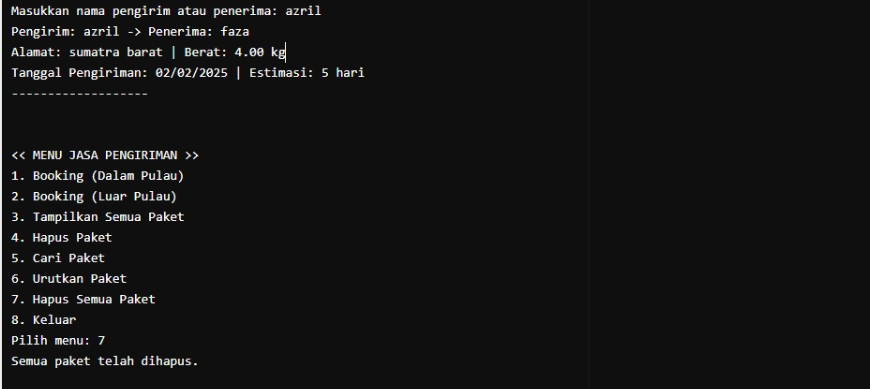 Masukkan nama pengirim atau penerima: azril
Pengirim: azril -> Penerima: faza
Alamat: sumatra barat | Berat: 4.00 kg
Tanggal Pengiriman: 02/02/2025 | Estimasi: 5 hari
-------------------
<< MENU JASA PENGIRIMAN >>
1. Booking (Dalam Pulau)
2. Booking (Luar Pulau)
3. Tampilkan Semua Paket
4. Hapus Paket
5. Cari Paket
6. Urutkan Paket
7. Hapus Semua Paket
8. Keluar
Pilih menu: 7
Semua paket telah dihapus.